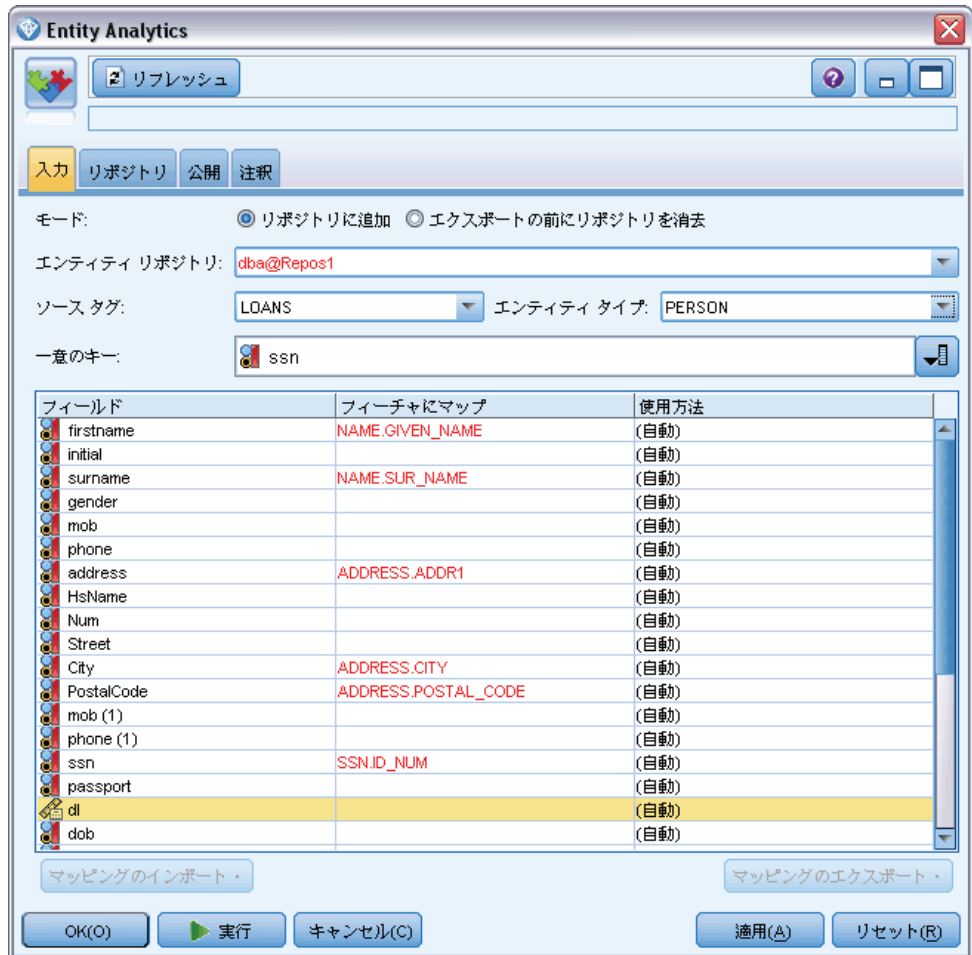 Entity Analytics
リフレッシュ
入力 リポジトリ 公開 注釈
モード: リポジトリに追加 エクスポートの前にリポジトリを消去
エンティティ リポジトリ: dba@Repos1
ソース タグ: LOANS エンティティ タイプ: PERSON
一意のキー: ssn
フィールド フィーチャにマップ 使用方法
firstname NAME.GIVEN_NAME (自動)
initial (自動)
surname NAME.SUR_NAME (自動)
gender (自動)
mob (自動)
phone (自動)
address ADDRESS.ADDR1 (自動)
HsName (自動)
Num (自動)
Street (自動)
City ADDRESS.CITY (自動)
PostalCode ADDRESS.POSTAL_CODE (自動)
mob (1) (自動)
phone (1) (自動)
ssn SSN.ID_NUM (自動)
passport (自動)
dl (自動)
dob (自動)
マッピングのインポート・ マッピングのエクスポート・
OK(O) 実行 キャンセル(C) 適用(A) リセット(R)